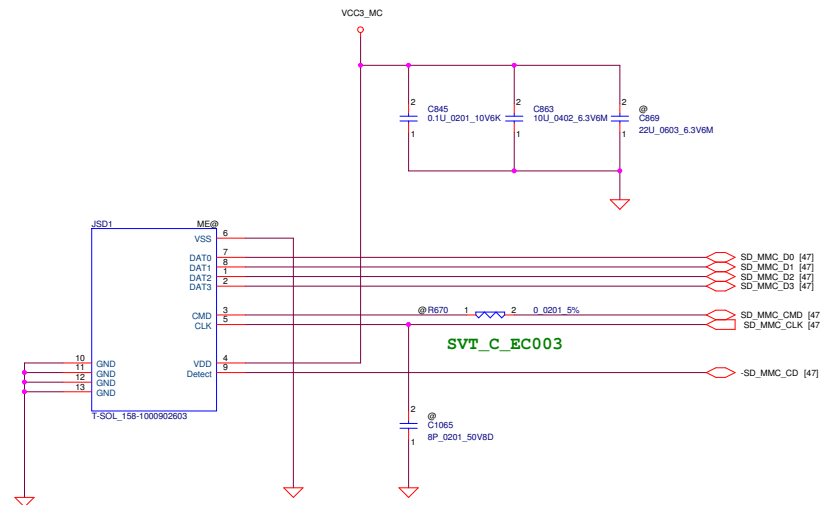 VCC3_MC
2
C845
0.1U_0201_10V6K
1
2
C863
10U_0402_6.3V6M
1
@
2
C869
1
22U_0603_6.3V6M
JSD1
ME@
VSS 6
DAT0 7 SD_MMC_D0 [47]
DAT1 8 SD_MMC_D1 [47]
DAT2 1 SD_MMC_D2 [47]
DAT3 2 SD_MMC_D3 [47]
CMD 3 @ R670 1 2 0_0201_5% SD_MMC_CMD [47
CLK 5 SD_MMC_CLK [47
SVT_C_EC003
10 GND VDD 4
11 GND Detect 9 -SD_MMC_CD [47]
12 GND
13 GND
T-SOL_158-1000902603
@
2
C1065
8P_0201_50V8D
1